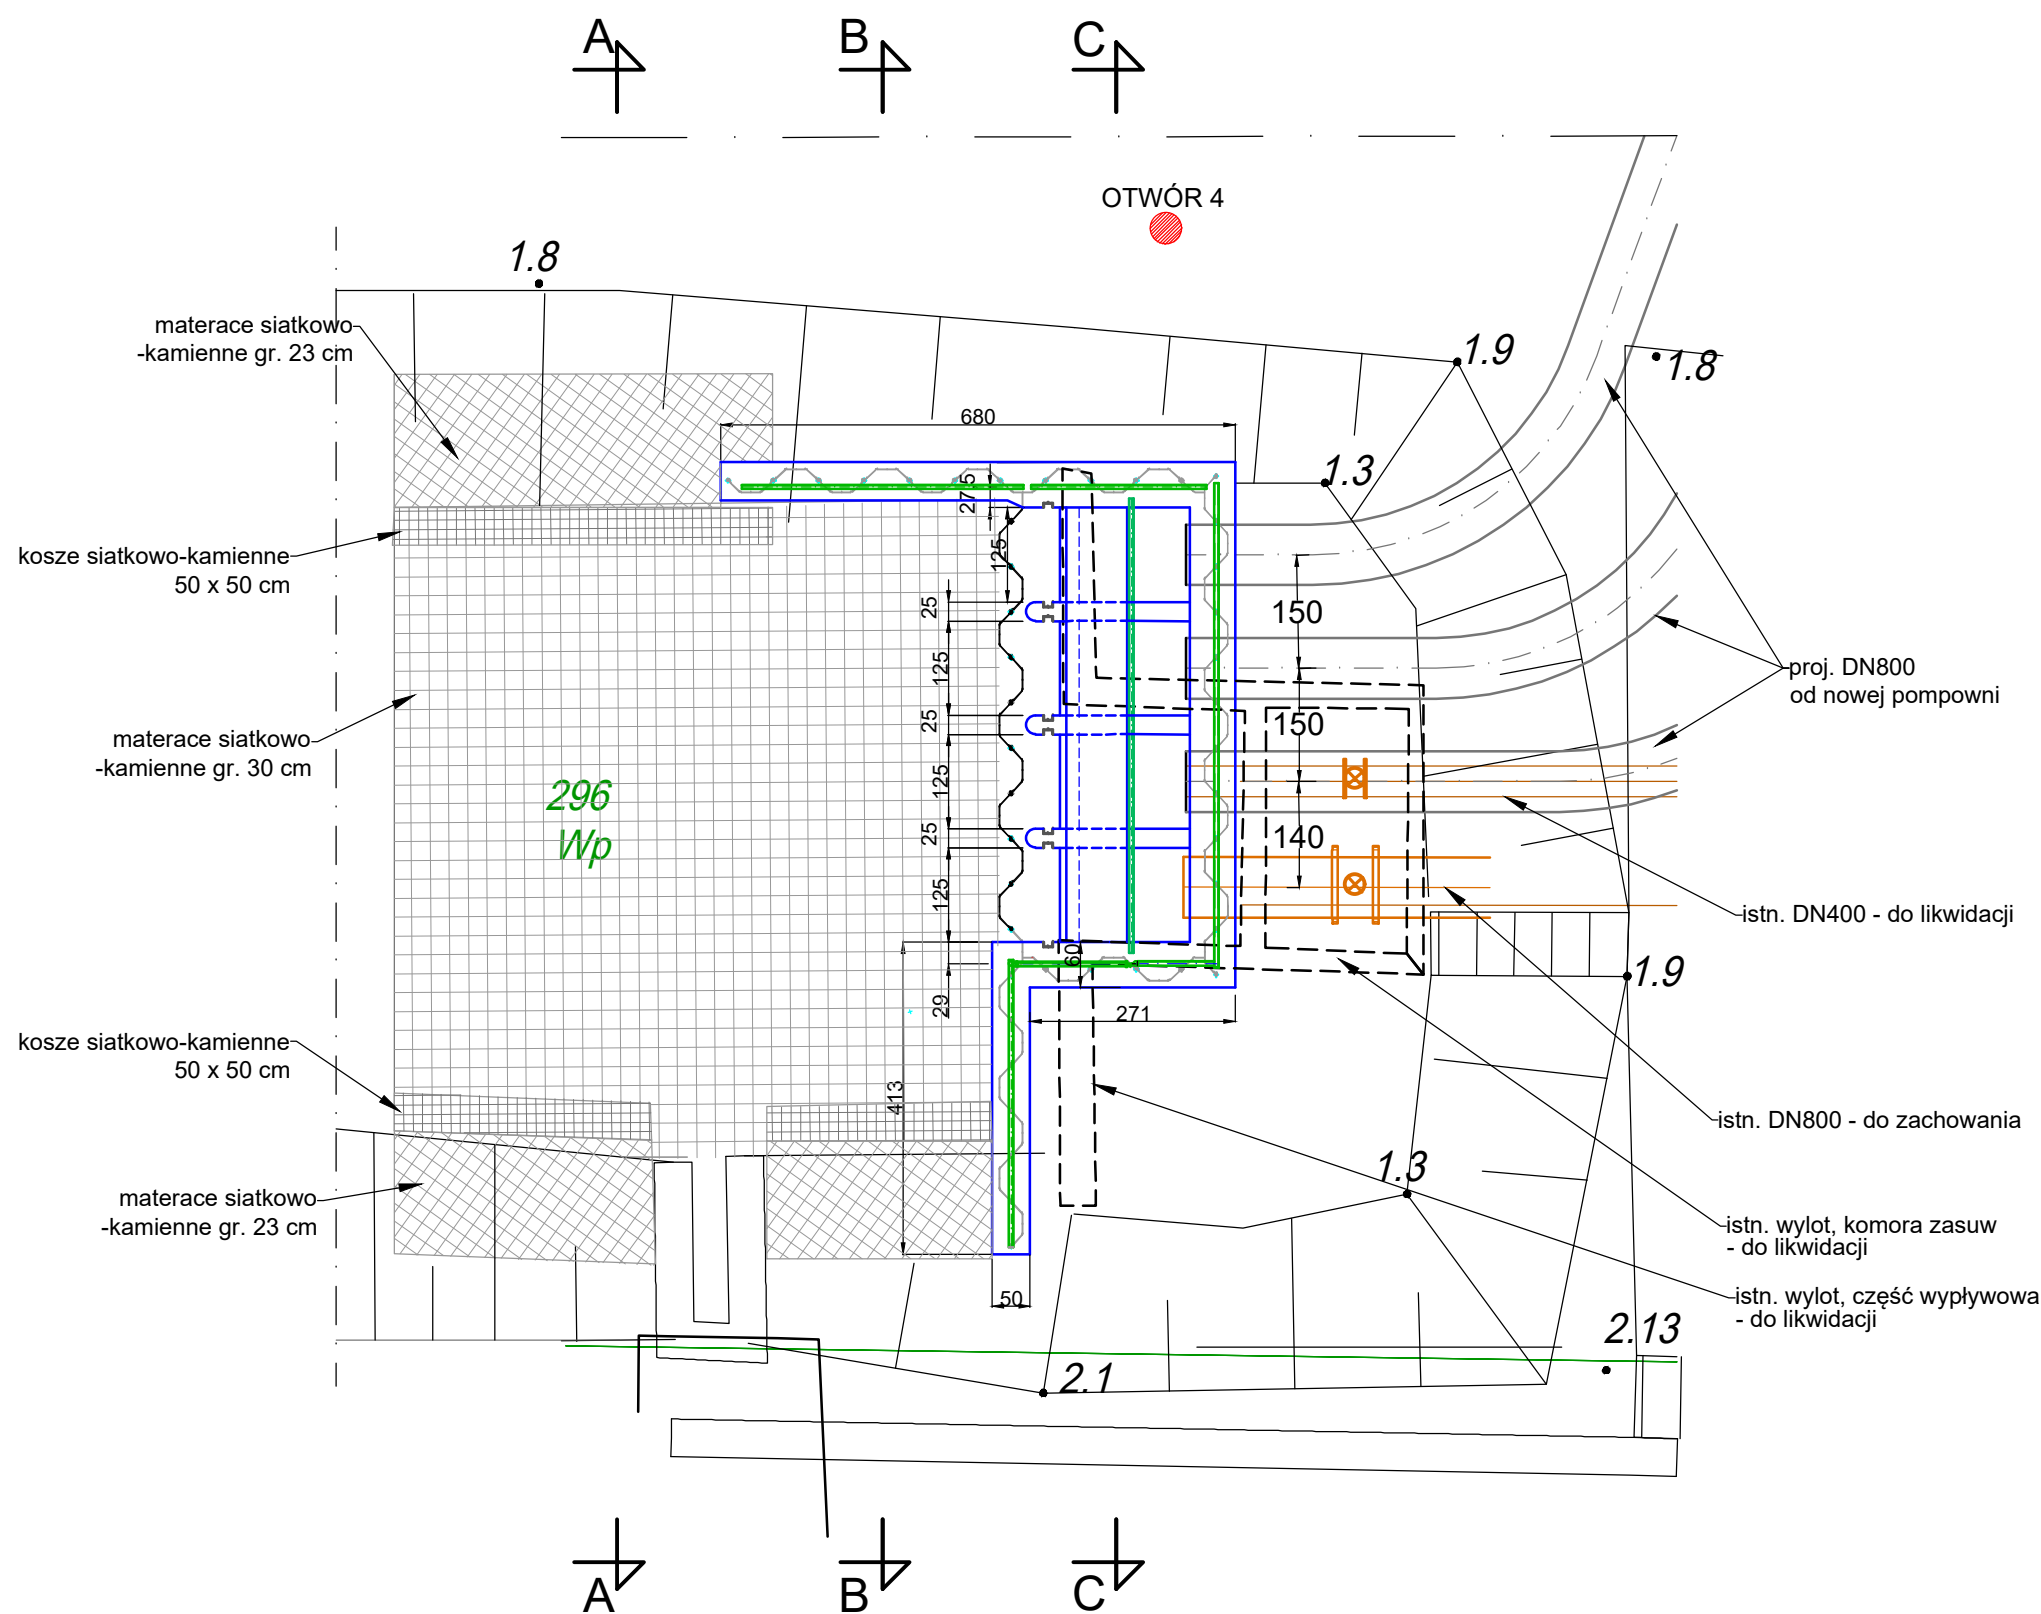 A
B
C
OTWÓR 4
1.8
1.9
1.8
materace siatkowo
-kamienne gr. 23 cm
680
1.3
27,5
kosze siatkowo-kamienne
50 x 50 cm
125
25
150
125
proj. DN800
od nowej pompowni
25
150
materace siatkowo
-kamienne gr. 30 cm
296
Wp
125
25
140
125
istn. DN400 - do likwidacji
60
1.9
29
271
kosze siatkowo-kamienne
50 x 50 cm
413
istn. DN800 - do zachowania
1.3
materace siatkowo
-kamienne gr. 23 cm
istn. wylot, komora zasuw
- do likwidacji
50
istn. wylot, część wypływowa
- do likwidacji
2.13
2.1
A
B
C